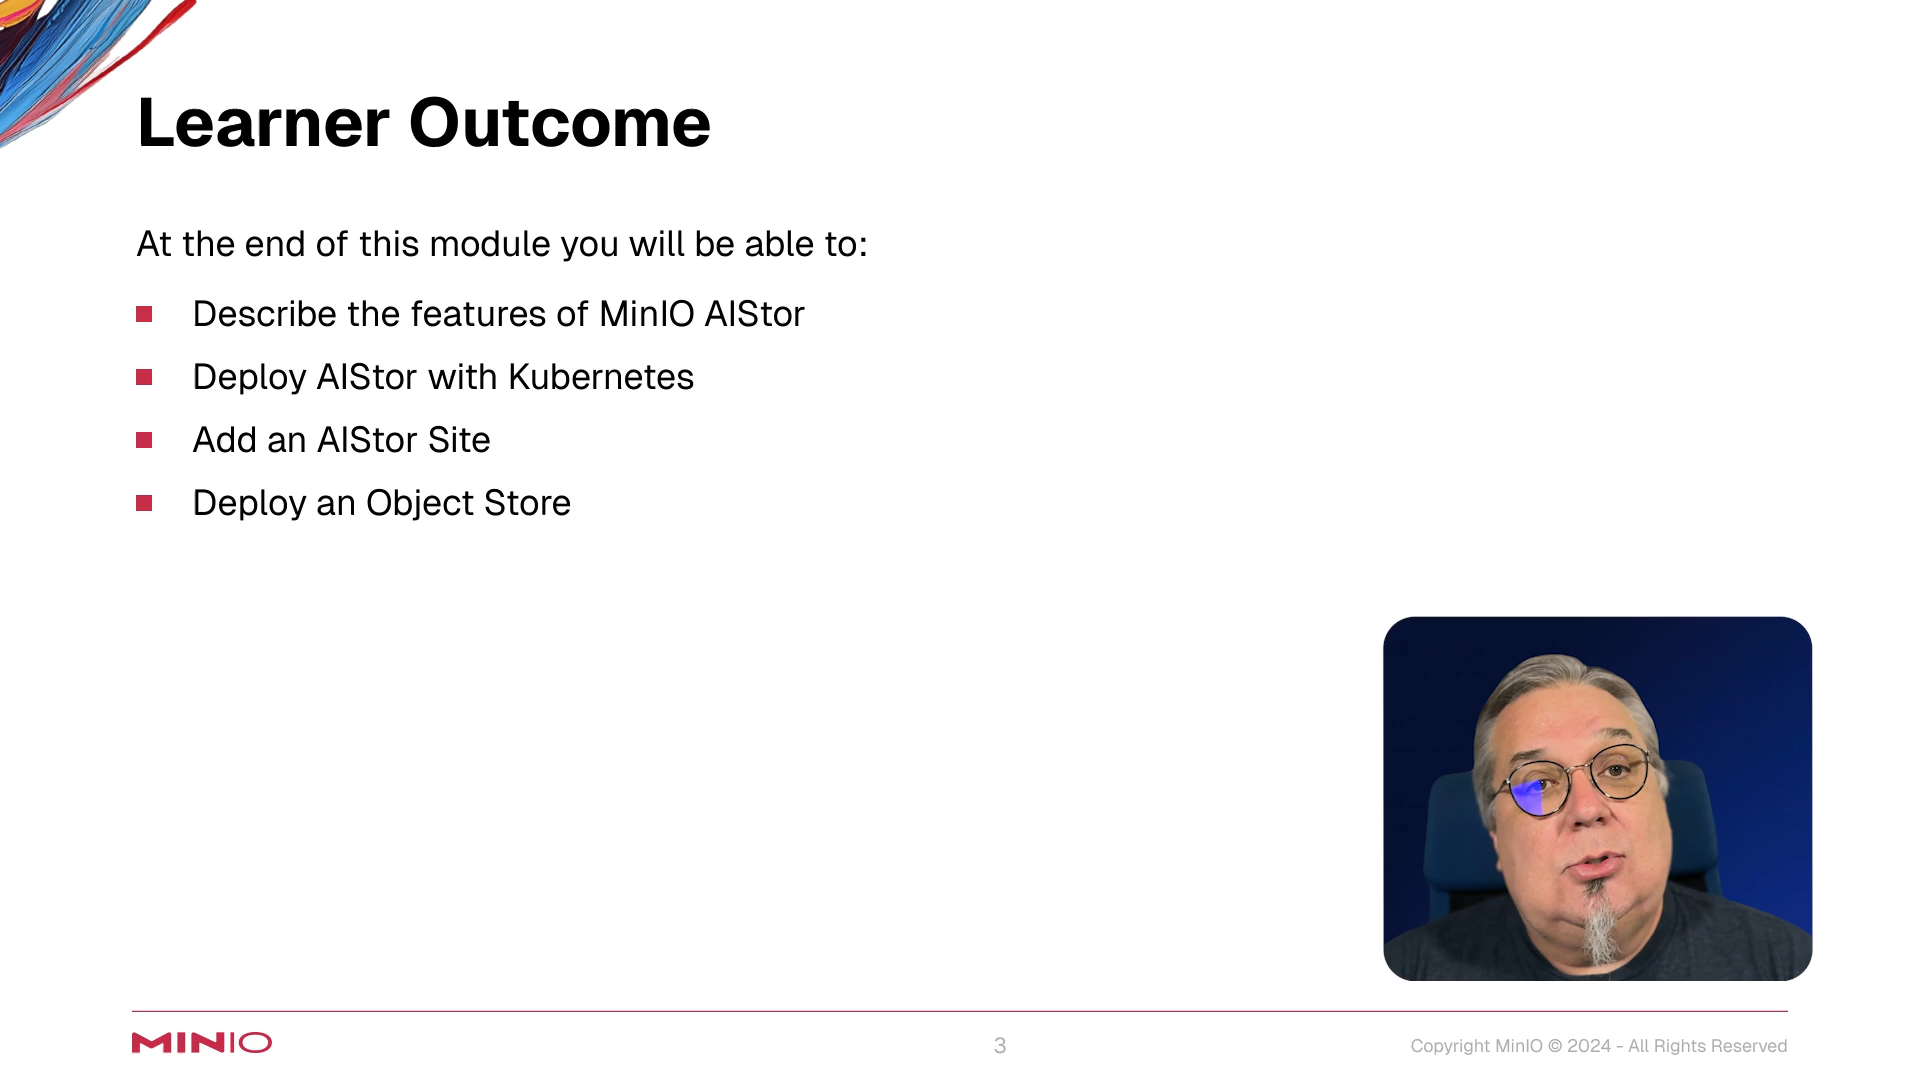 Learner Outcome
At the end of this module you will be able to:
Describe the features of MinIO AIStor
Deploy AIStor with Kubernetes
Add an AIStor Site
Deploy an Object Store
MINIO
3
Copyright MinIO © 2024 - All Rights Reserved